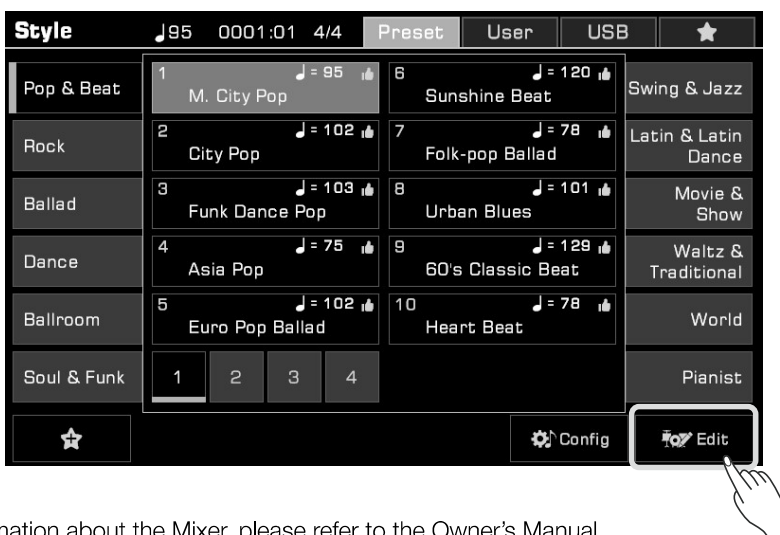 Style ♩95 0001:01 4/4 Preset User USB ★
Pop & Beat
Rock
Ballad
Dance
Ballroom
Soul & Funk
1 ♩= 95
M. City Pop
2 ♩= 102
City Pop
3 ♩= 103
Funk Dance Pop
4 ♩= 75
Asia Pop
5 ♩= 102
Euro Pop Ballad
6 ♩= 120
Sunshine Beat
7 ♩= 78
Folk-pop Ballad
8 ♩= 101
Urban Blues
9 ♩= 129
60's Classic Beat
10 ♩= 78
Heart Beat
1 2 3 4
Swing & Jazz
Latin & Latin
Dance
Movie &
Show
Waltz &
Traditional
World
Pianist
Config Edit
about the Mixer, please refer to the Owner's Manual